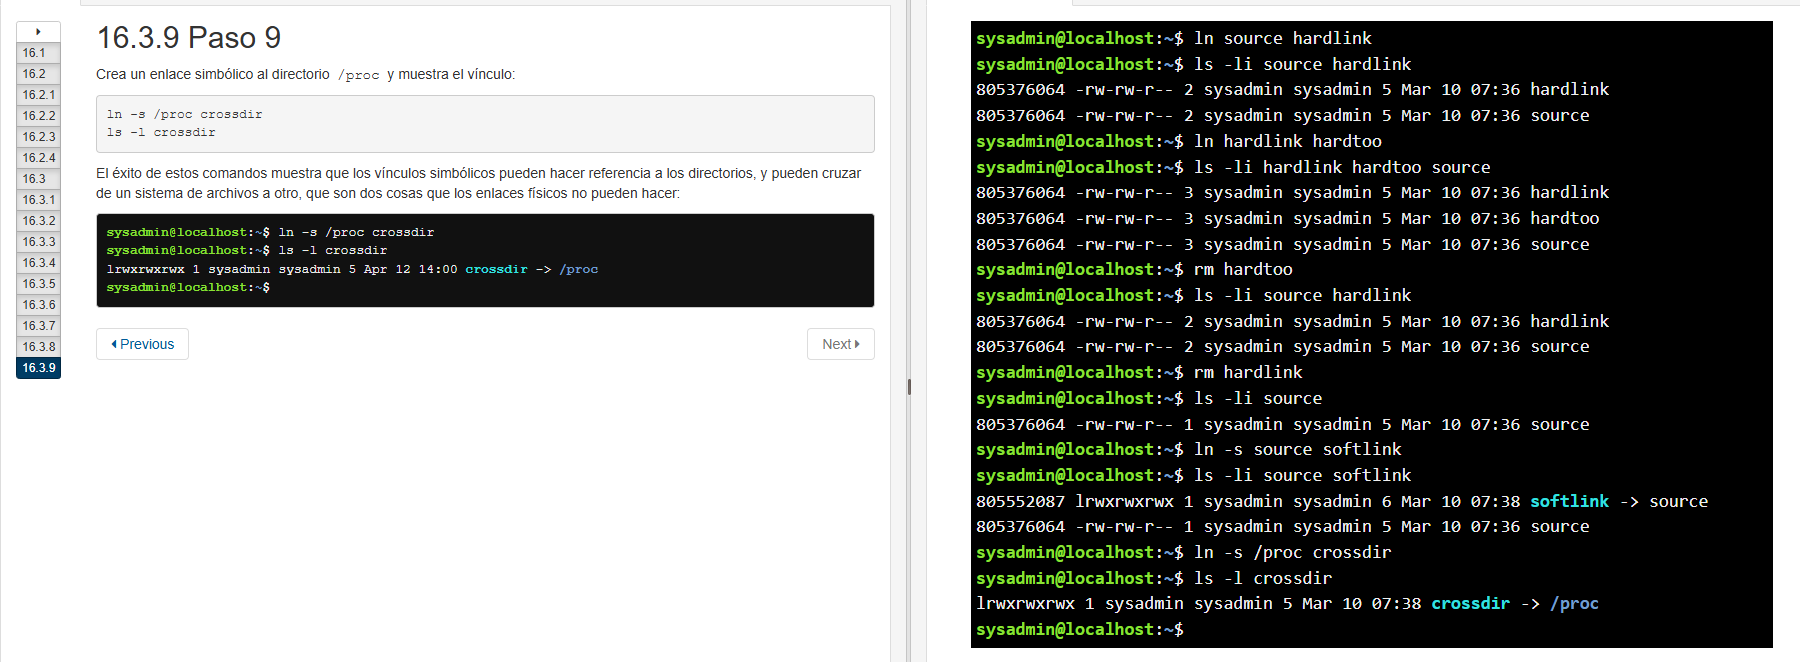 16.1
16.2
16.2.1
16.2.2
16.2.3
16.2.4
16.3
16.3.1
16.3.2
16.3.3
16.3.4
16.3.5
16.3.6
16.3.7
16.3.8
16.3.9
16.3.9 Paso 9
Crea un enlace simbólico al directorio /proc y muestra el vínculo:
ln -s /proc crossdir
ls -l crossdir
El éxito de estos comandos muestra que los vínculos simbólicos pueden hacer referencia a los directorios, y pueden cruzar
de un sistema de archivos a otro, que son dos cosas que los enlaces físicos no pueden hacer:
sysadmin@localhost:~$ ln -s /proc crossdir
sysadmin@localhost:~$ ls -l crossdir
lrwxrwxrwx 1 sysadmin sysadmin 5 Apr 12 14:00 crossdir -> /proc
sysadmin@localhost:~$
Previous
Next
sysadmin@localhost:~$ ln source hardlink
sysadmin@localhost:~$ ls -li source hardlink
805376064 -rw-rw-r-- 2 sysadmin sysadmin 5 Mar 10 07:36 hardlink
805376064 -rw-rw-r-- 2 sysadmin sysadmin 5 Mar 10 07:36 source
sysadmin@localhost:~$ ln hardlink hardtoo
sysadmin@localhost:~$ ls -li hardlink hardtoo source
805376064 -rw-rw-r-- 3 sysadmin sysadmin 5 Mar 10 07:36 hardlink
805376064 -rw-rw-r-- 3 sysadmin sysadmin 5 Mar 10 07:36 hardtoo
805376064 -rw-rw-r-- 3 sysadmin sysadmin 5 Mar 10 07:36 source
sysadmin@localhost:~$ rm hardtoo
sysadmin@localhost:~$ ls -li source hardlink
805376064 -rw-rw-r-- 2 sysadmin sysadmin 5 Mar 10 07:36 hardlink
805376064 -rw-rw-r-- 2 sysadmin sysadmin 5 Mar 10 07:36 source
sysadmin@localhost:~$ rm hardlink
sysadmin@localhost:~$ ls -li source
805376064 -rw-rw-r-- 1 sysadmin sysadmin 5 Mar 10 07:36 source
sysadmin@localhost:~$ ln -s source softlink
sysadmin@localhost:~$ ls -li source softlink
805552087 lrwxrwxrwx 1 sysadmin sysadmin 6 Mar 10 07:38 softlink -> source
805376064 -rw-rw-r-- 1 sysadmin sysadmin 5 Mar 10 07:36 source
sysadmin@localhost:~$ ln -s /proc crossdir
sysadmin@localhost:~$ ls -l crossdir
lrwxrwxrwx 1 sysadmin sysadmin 5 Mar 10 07:38 crossdir -> /proc
sysadmin@localhost:~$